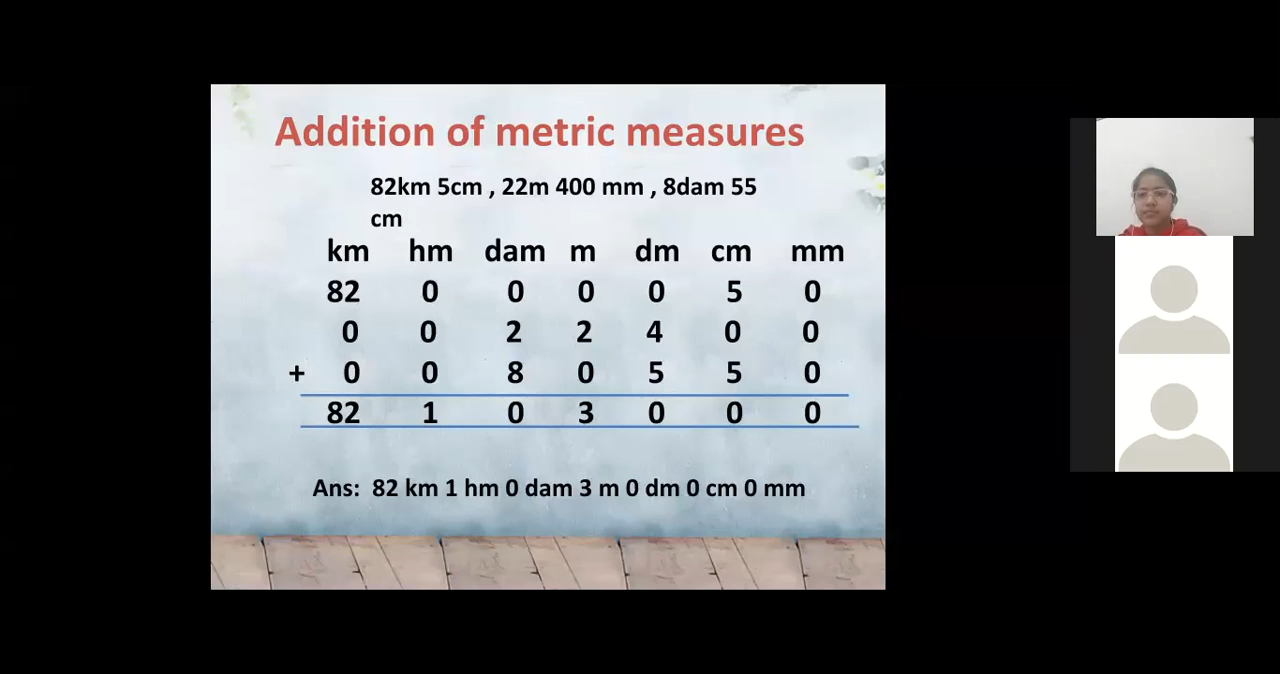 Addition of metric measures
82km 5cm , 22m 400 mm , 8dam 55
cm
km hm dam m dm cm mm
82 0 0 0 0 5 0
0 0 2 2 4 0 0
+ 0 0 8 0 5 5 0
82 1 0 3 0 0 0
Ans: 82 km 1 hm 0 dam 3 m 0 dm 0 cm 0 mm